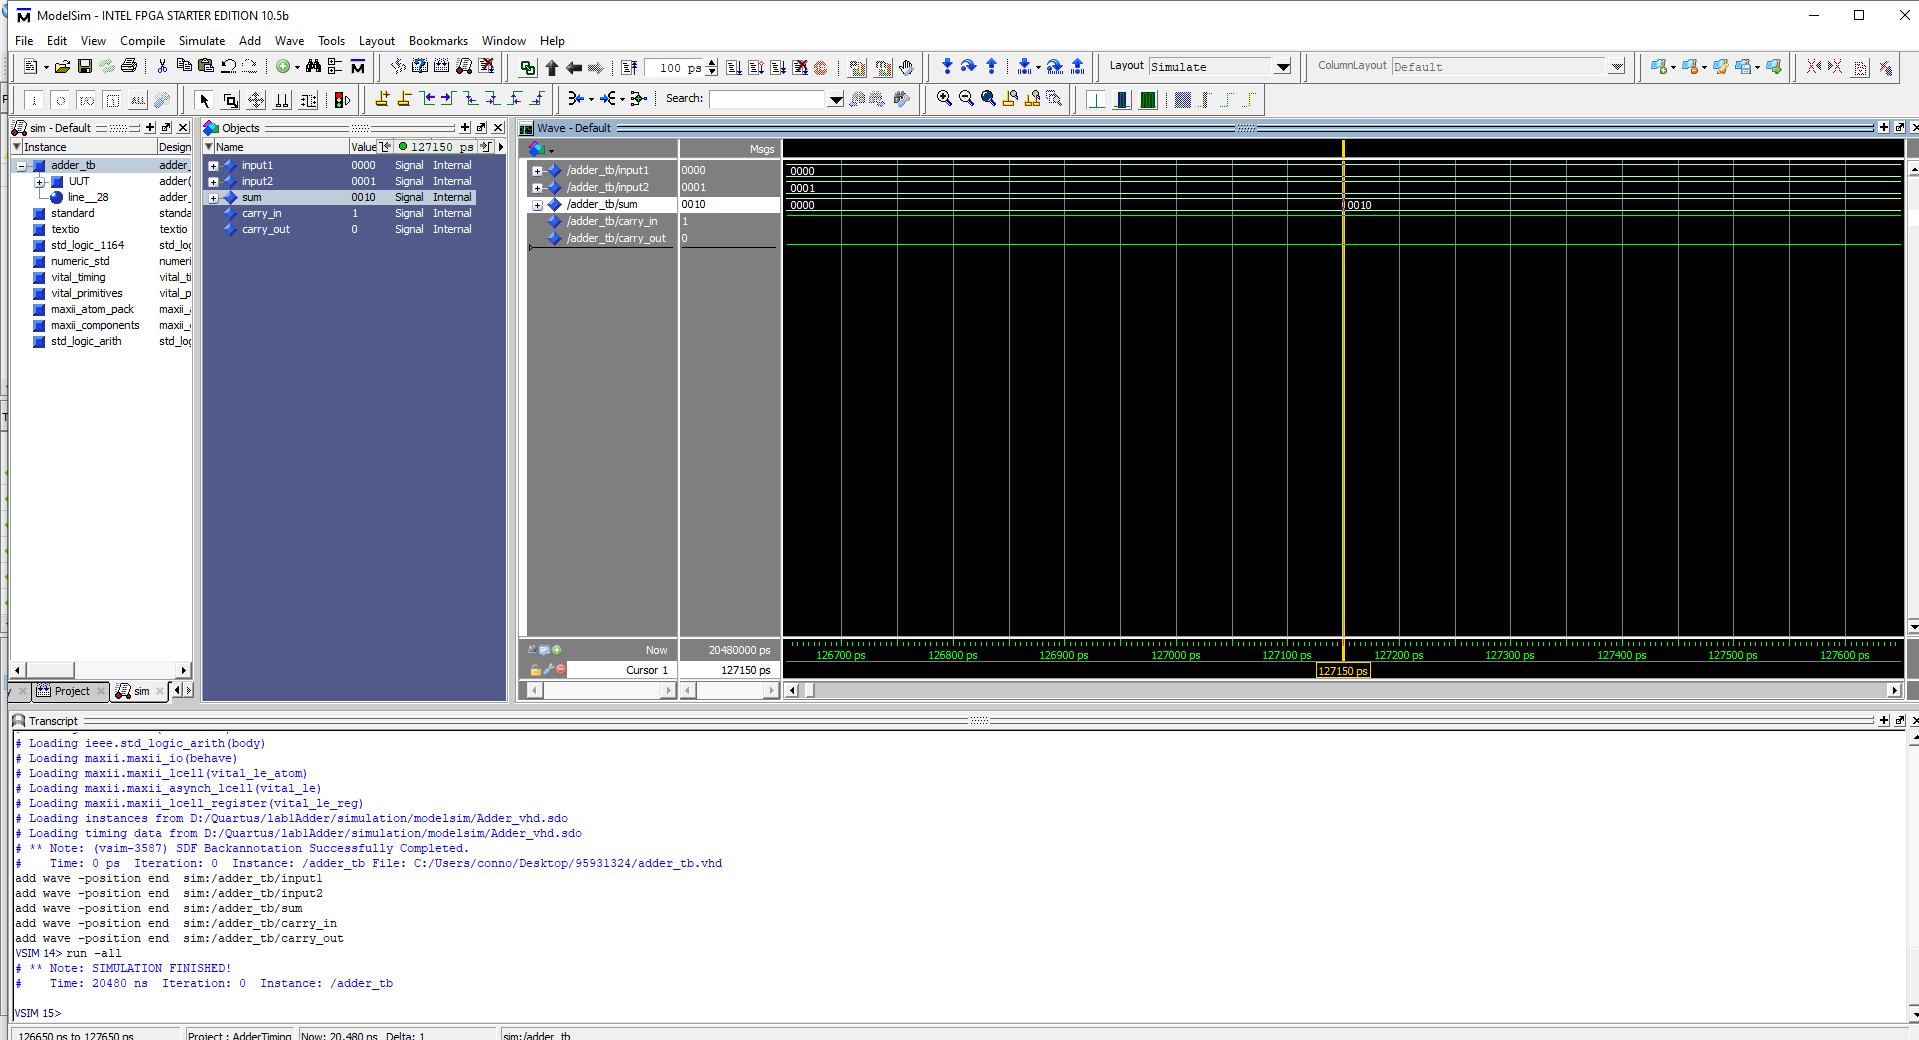 ModelSim - INTEL FPGA STARTER EDITION 10.5b
File Edit View Compile Simulate Add Wave Tools Layout Bookmarks Window Help
100 ps
Layout Simulate
ColumnLayout Default
Search:
sim - Default
Instance Design
adder_tb adder_
UUT adder(
line__28 adder_
standard standa
textio textio
std_logic_1164 std_log
numeric_std numeri
vital_timing vital_ti
vital_primitives vital_p
maxii_atom_pack maxii_a
maxii_components maxii_c
std_logic_arith std_log
Project sim
Objects
Name Value 127150 ps
input1 0000 Signal Internal
input2 0001 Signal Internal
sum 0010 Signal Internal
carry_in 1 Signal Internal
carry_out 0 Signal Internal
Wave - Default
Msgs
/adder_tb/input1 0000 0000
/adder_tb/input2 0001 0001
/adder_tb/sum 0010 0000 0010
/adder_tb/carry_in 1
/adder_tb/carry_out 0
Now 20480000 ps 126700 ps 126800 ps 126900 ps 127000 ps 127100 ps 127200 ps 127300 ps 127400 ps 127500 ps 127600 ps
Cursor 1 127150 ps 127150 ps
Transcript
# Loading ieee.std_logic_arith(body)
# Loading maxii.maxii_io(behave)
# Loading maxii.maxii_lcell(vital_le_atom)
# Loading maxii.maxii_asynch_lcell(vital_le)
# Loading maxii.maxii_lcell_register(vital_le_reg)
# Loading instances from D:/Quartus/lab1Adder/simulation/modelsim/Adder_vhd.sdo
# Loading timing data from D:/Quartus/lab1Adder/simulation/modelsim/Adder_vhd.sdo
# ** Note: (vsim-3587) SDF Backannotation Successfully Completed.
#    Time: 0 ps  Iteration: 0  Instance: /adder_tb File: C:/Users/conno/Desktop/95931324/adder_tb.vhd
add wave -position end  sim:/adder_tb/input1
add wave -position end  sim:/adder_tb/input2
add wave -position end  sim:/adder_tb/sum
add wave -position end  sim:/adder_tb/carry_in
add wave -position end  sim:/adder_tb/carry_out
VSIM 14> run -all
# ** Note: SIMULATION FINISHED!
#    Time: 20480 ns  Iteration: 0  Instance: /adder_tb
VSIM 15>
126650 ps to 127650 ps Project : AdderTiming Now: 20,480 ns Delta: 1 sim:/adder_tb